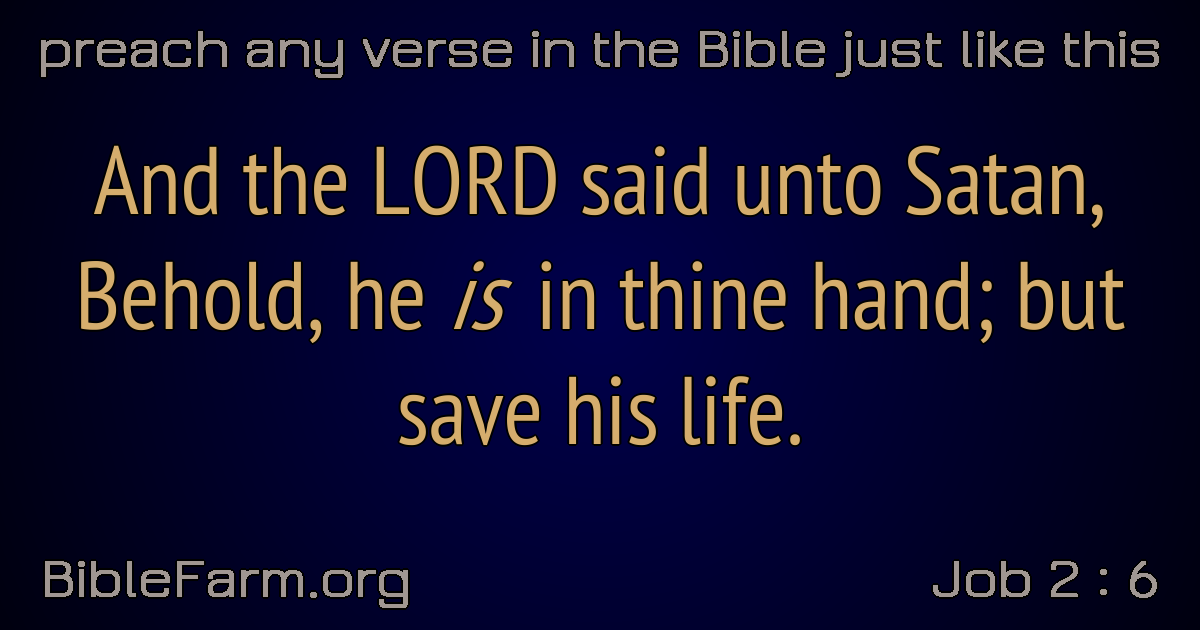 preach any verse in the Bible just like this
And the LORD said unto Satan,
Behold, he is in thine hand; but
save his life.
BibleFarm.org
Job 2 : 6